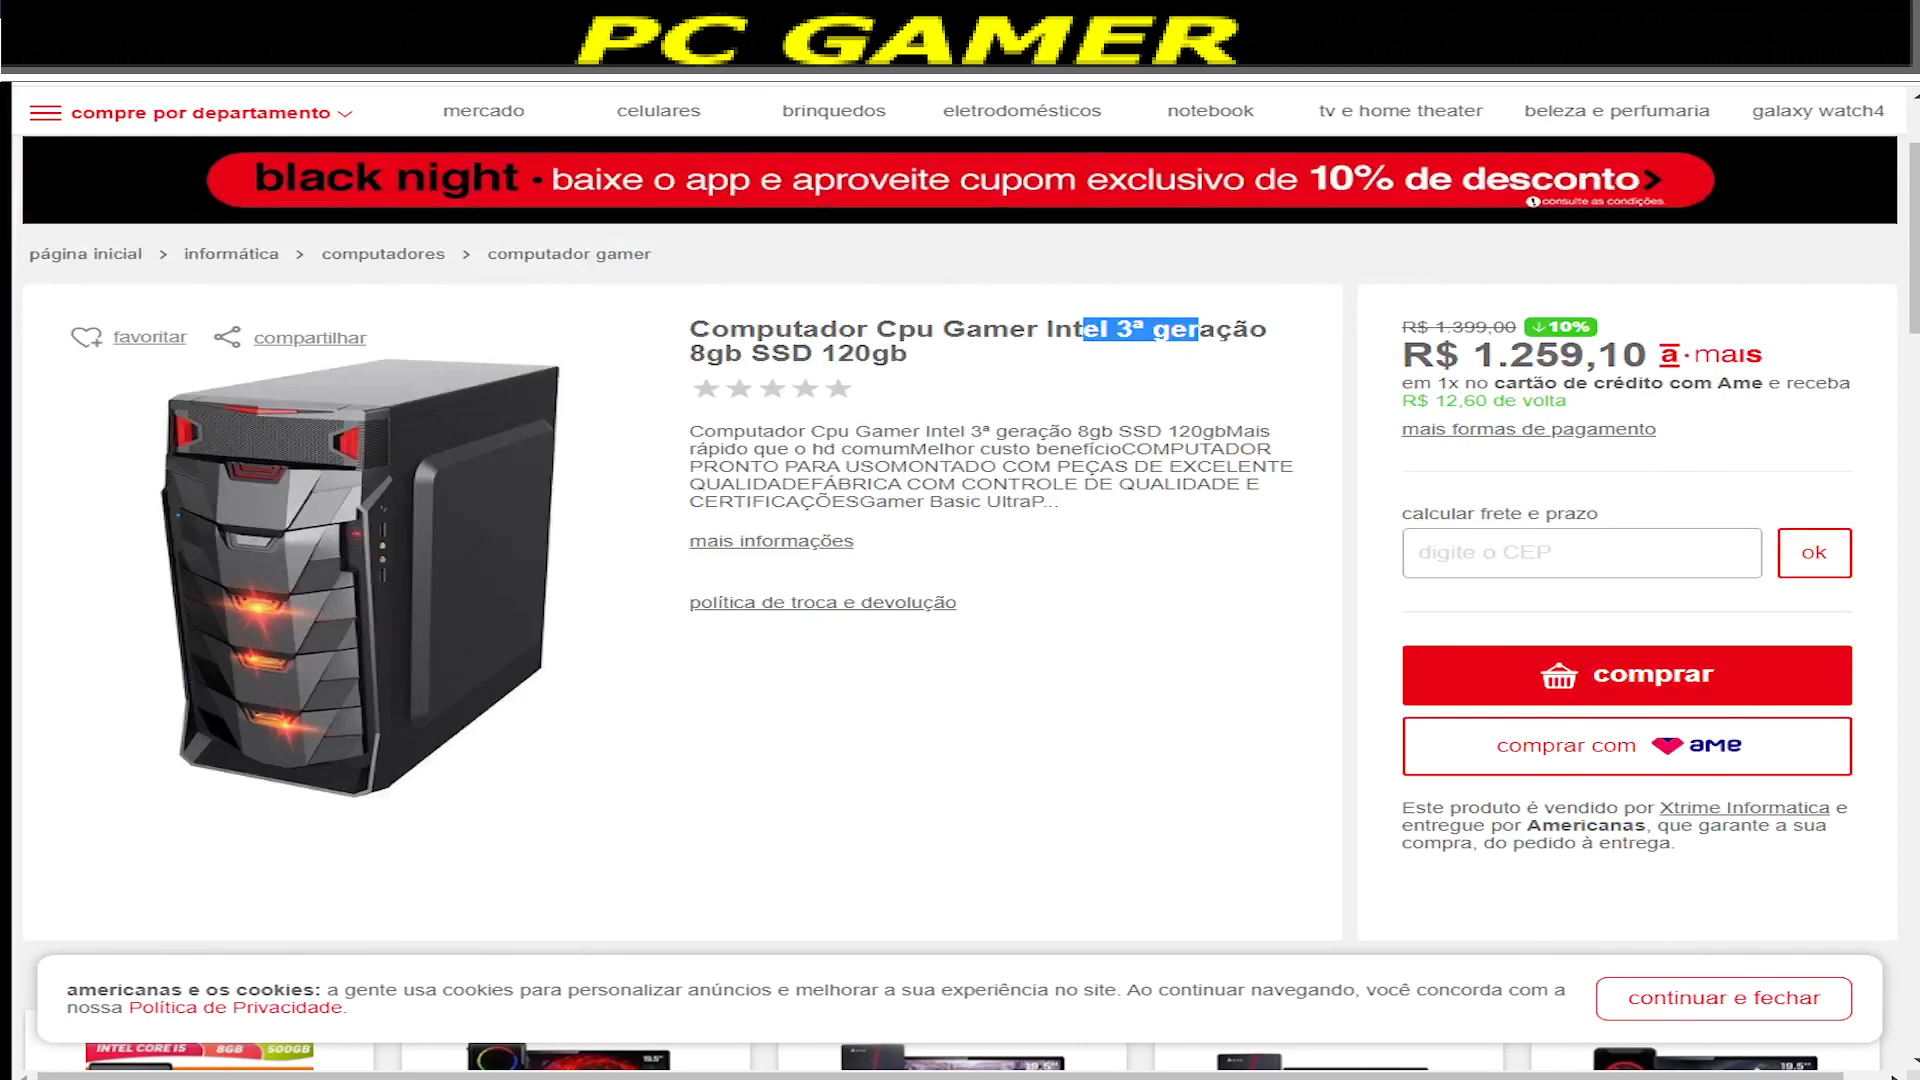 PC GAMER
compre por departamento
mercado
celulares
brinquedos
eletrodomésticos
notebook
tv e home theater
beleza e perfumaria
galaxy watch4
black night • baixe o app e aproveite cupom exclusivo de 10% de desconto >
consulte as condições.
página inicial > informática > computadores > computador gamer
favoritar
compartilhar
Computador Cpu Gamer Intel 3ª geração
8gb SSD 120gb
Computador Cpu Gamer Intel 3ª geração 8gb SSD 120gbMais
rápido que o hd comumMelhor custo benefícioCOMPUTADOR
PRONTO PARA USOMONTADO COM PEÇAS DE EXCELENTE
QUALIDADEFÁBRICA COM CONTROLE DE QUALIDADE E
CERTIFICAÇÕESGamer Basic UltraP...
mais informações
política de troca e devolução
R$ 1.399,00 ↓10%
R$ 1.259,10 a·mais
em 1x no cartão de crédito com Ame e receba
R$ 12,60 de volta
mais formas de pagamento
calcular frete e prazo
digite o CEP
ok
comprar
comprar com ame
Este produto é vendido por Xtrime Informatica e
entregue por Americanas, que garante a sua
compra, do pedido à entrega.
americanas e os cookies: a gente usa cookies para personalizar anúncios e melhorar a sua experiência no site. Ao continuar navegando, você concorda com a
nossa Política de Privacidade.
continuar e fechar
INTEL CORE I5 8GB 500GB
19.5"
19.5"
19.5"